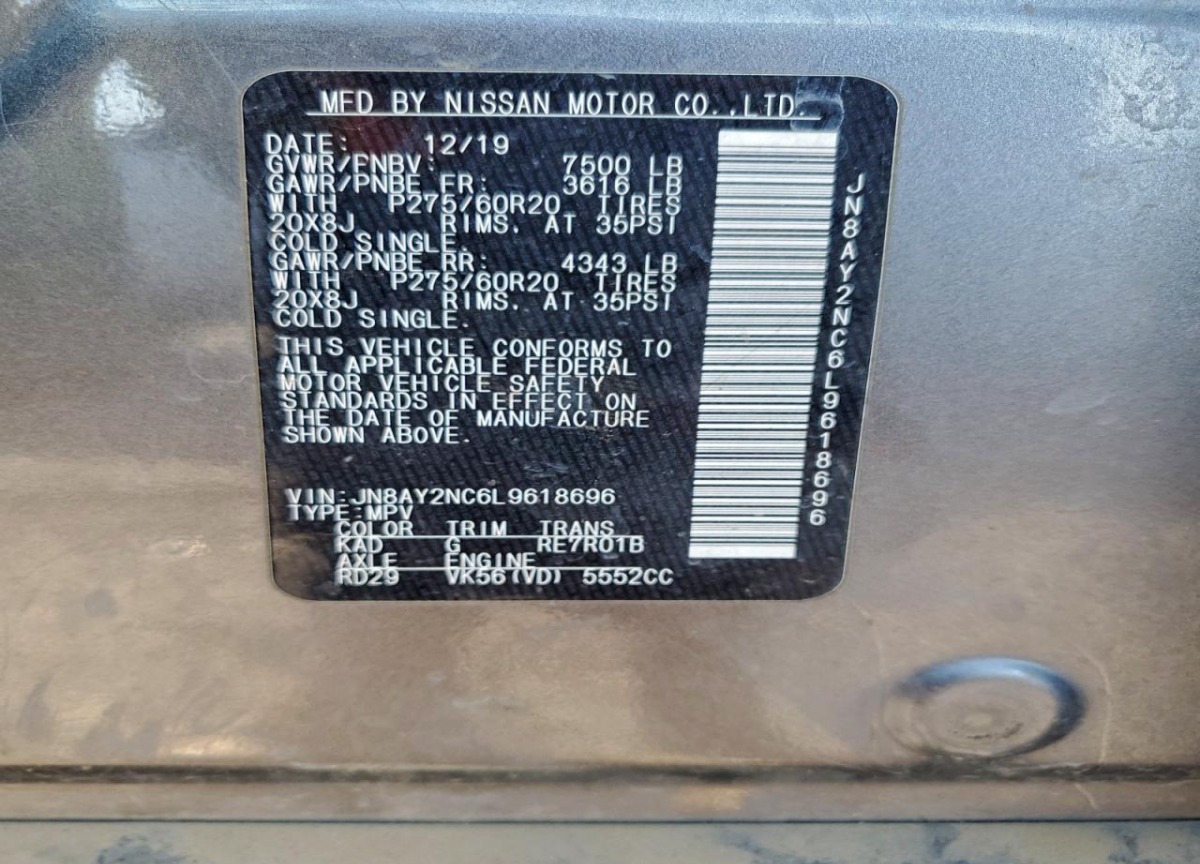 MFD BY NISSAN MOTOR CO.,LTD.
DATE: 12/19
GVWR/PNBV: 7500 LB
GAWR/PNBE FR: 3616 LB
WITH P275/60R20 TIRES
20X8J RIMS. AT 35PSI
COLD SINGLE.
GAWR/PNBE RR: 4343 LB
WITH P275/60R20 TIRES
20X8J RIMS. AT 35PSI
COLD SINGLE.
THIS VEHICLE CONFORMS TO
ALL APPLICABLE FEDERAL
MOTOR VEHICLE SAFETY
STANDARDS IN EFFECT ON
THE DATE OF MANUFACTURE
SHOWN ABOVE.
VIN:JN8AY2NC6L9618696
TYPE:MPV
COLOR TRIM TRANS
KAD G RE7R01B
AXLE ENGINE
RD29 VK56(VD) 5552CC
JN8AY2NC6L9618696